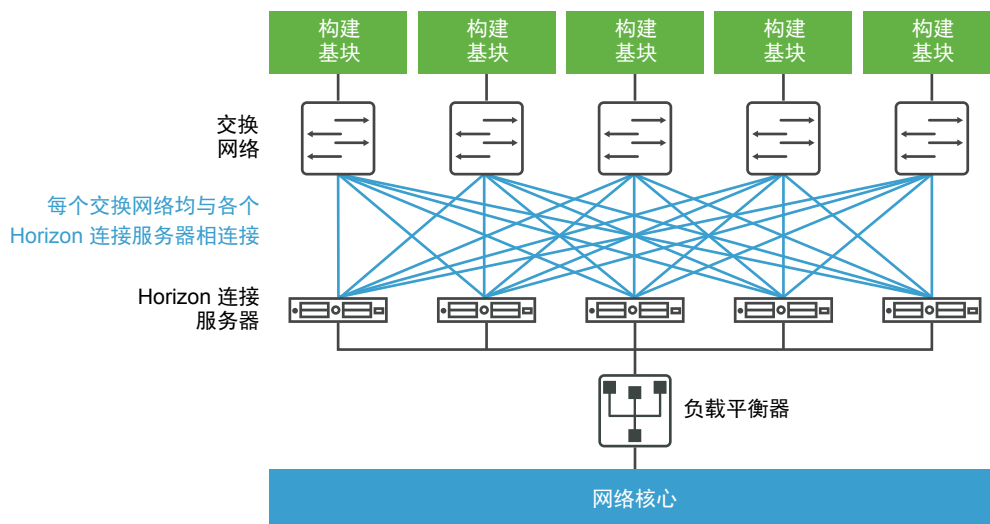 构建
基块
构建
基块
构建
基块
构建
基块
构建
基块
交换
网络
每个交换网络均与各个
Horizon 连接服务器相连接
Horizon 连接
服务器
负载平衡器
网络核心